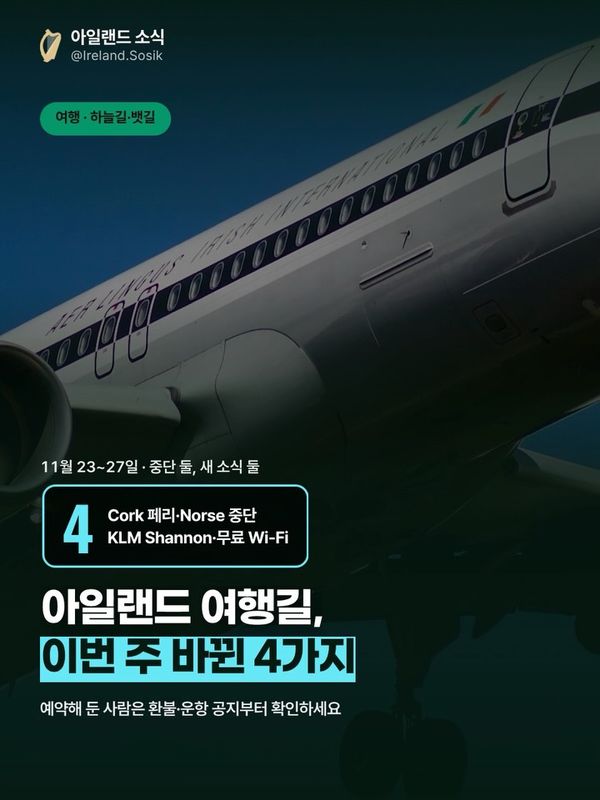 아일랜드 소식
@Ireland.Sosik
여행 · 하늘길·뱃길
AER LINGUS IRISH INTERNATIONAL
11월 23~27일 · 중단 둘, 새 소식 둘
4
Cork 페리·Norse 중단
KLM Shannon·무료 Wi-Fi
아일랜드 여행길,
이번 주 바뀐 4가지
예약해 둔 사람은 환불·운항 공지부터 확인하세요